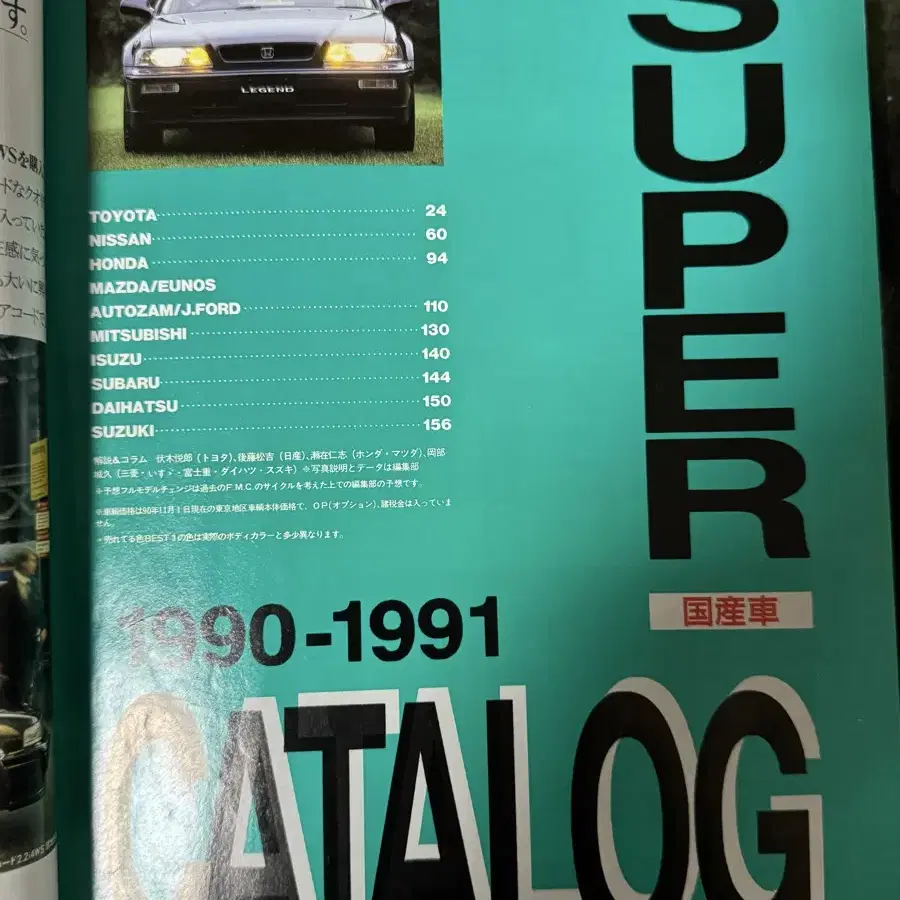 す。
LEGEND
SUPER
TOYOTA 24
NISSAN 60
HONDA 94
MAZDA/EUNOS
AUTOZAM/J.FORD 110
MITSUBISHI 130
ISUZU 140
SUBARU 144
DAIHATSU 150
SUZUKI 156
解説&コラム 伏木悦郎(トヨタ)、後藤松吉(日産)、瀬在仁志(ホンダ・マツダ)、岡部
(三菱・いすゞ・富士重・ダイハツ・スズキ)※写真説明とデータは編集部
※予想フルモデルチェンジは過去のF.M.C.のサイクルを考えた上での編集部の予想です。
※車輌価格は90年11月1日現在の東京地区車輌本体価格で、OP(オプション)、諸税金は入っていま
せん。
売れてる色BEST3の色は実際のボディカラーと多少異なります。
国産車
1990-1991
CATALOG